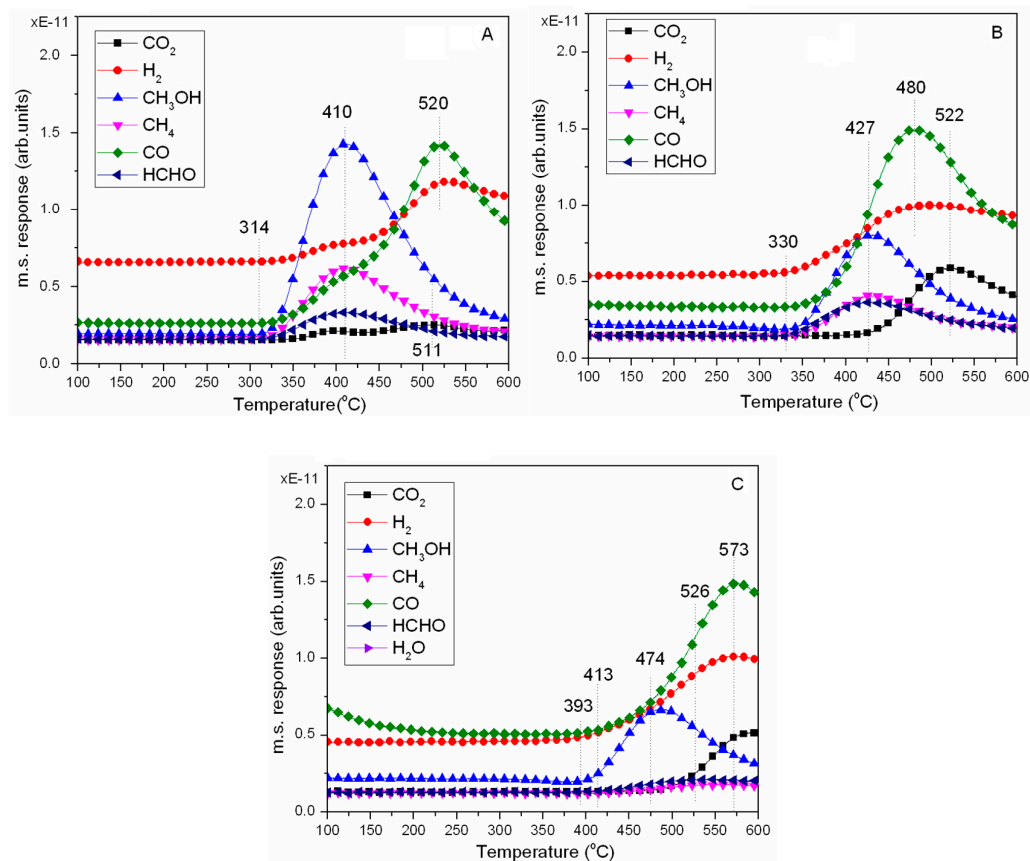 xE-11
A
CO₂
H₂
CH₃OH
CH₄
CO
HCHO
2.0
1.5
1.0
0.5
0.0
410
520
314
511
m.s. response (arb.units)
100 150 200 250 300 350 400 450 500 550 600
Temperature(°C)
xE-11
B
CO₂
H₂
CH₃OH
CH₄
CO
HCHO
2.0
1.5
1.0
0.5
0.0
480
427
522
330
m.s. response (arb.units)
100 150 200 250 300 350 400 450 500 550 600
Temperature (°C)
xE-11
C
CO₂
H₂
CH₃OH
CH₄
CO
HCHO
H₂O
2.0
1.5
1.0
0.5
0.0
573
526
474
413
393
m.s. response (arb.units)
100 150 200 250 300 350 400 450 500 550 600
Temperature (°C)